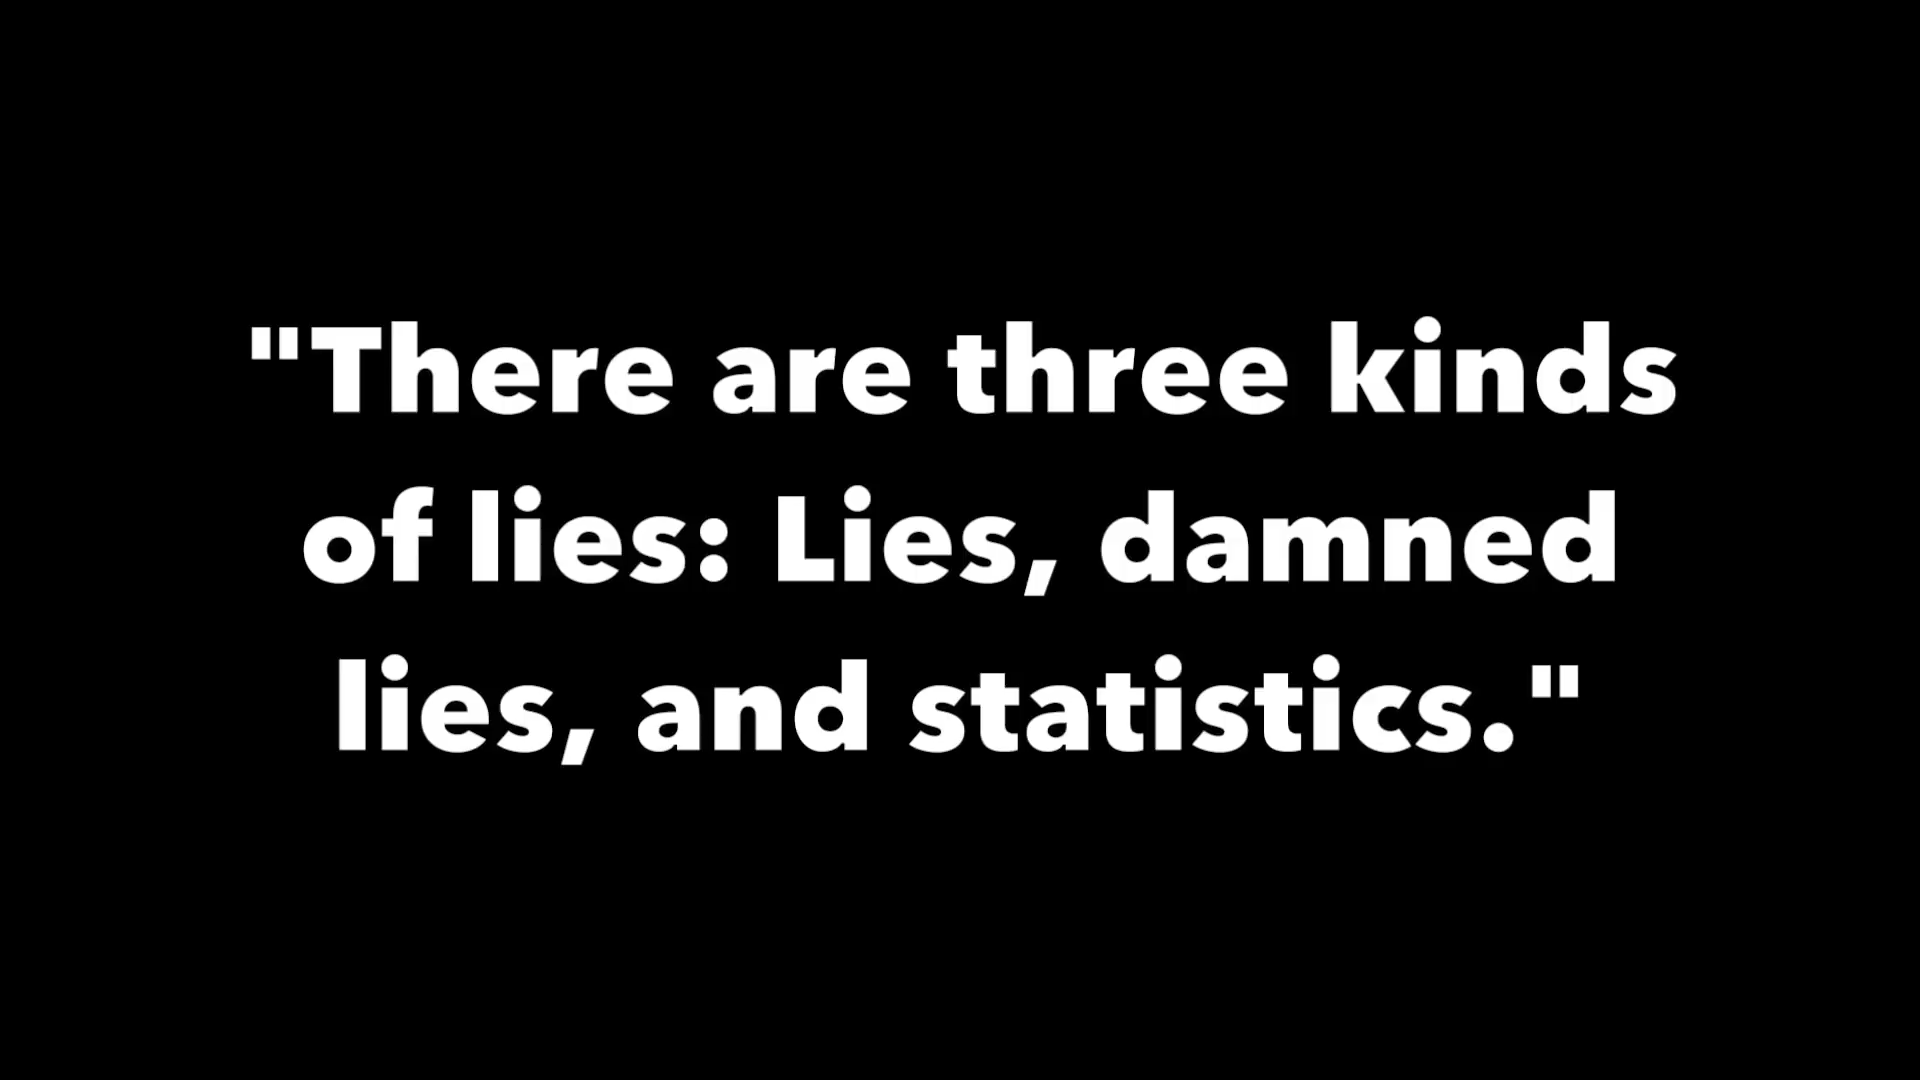 "There are three kinds
of lies: Lies, damned
lies, and statistics."